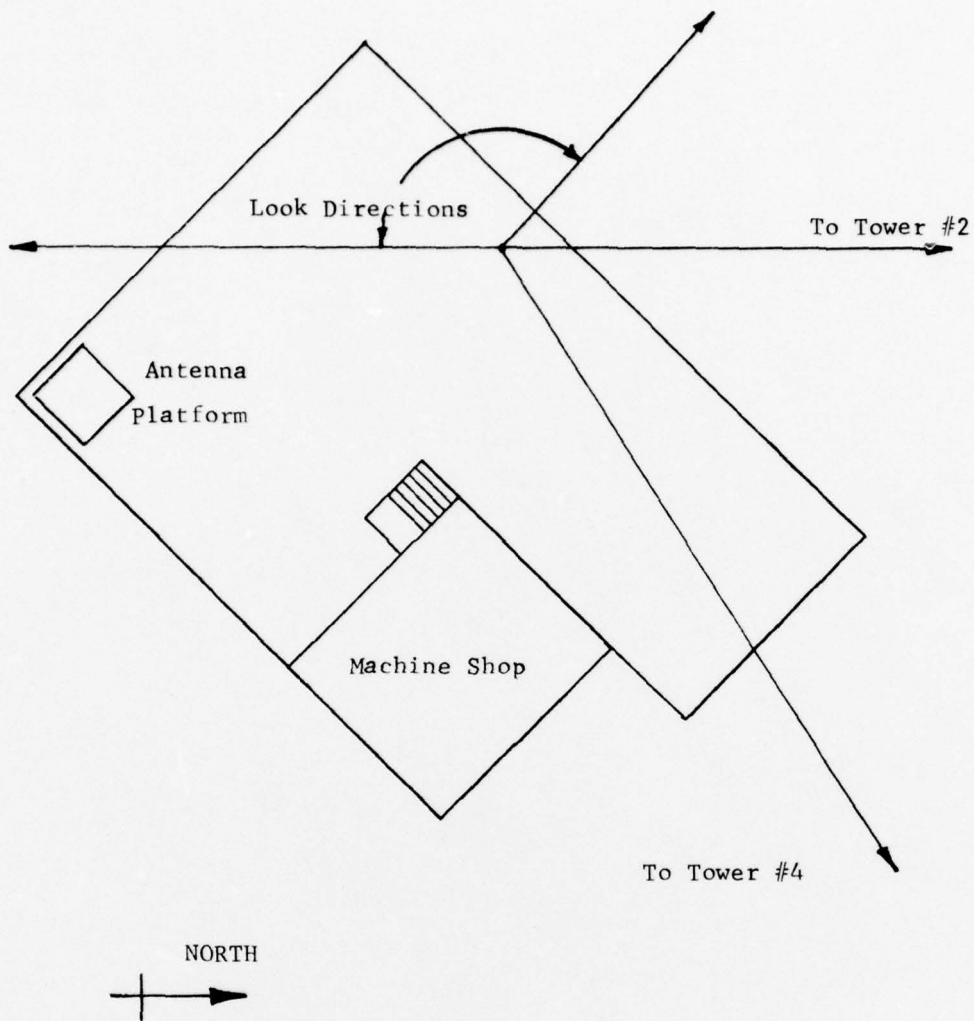 Look Directions
To Tower #2
Antenna
Platform
Machine Shop
To Tower #4
NORTH